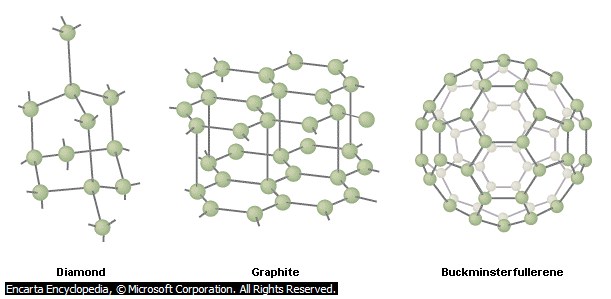 Diamond Graphite Buckminsterfullerene
Encarta Encyclopedia, © Microsoft Corporation. All Rights Reserved.